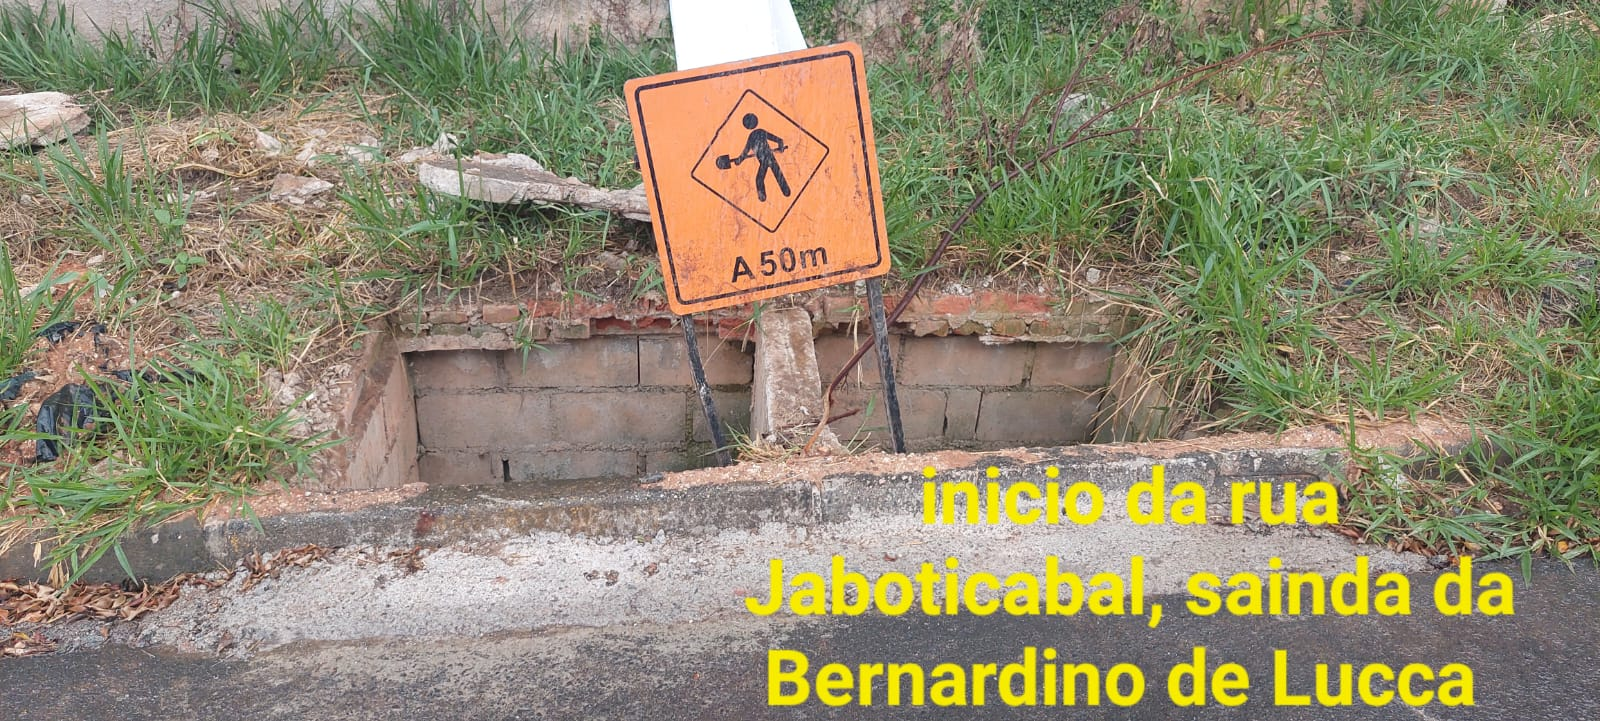 A 50m
inicio da rua
Jaboticabal, sainda da
Bernardino de Lucca